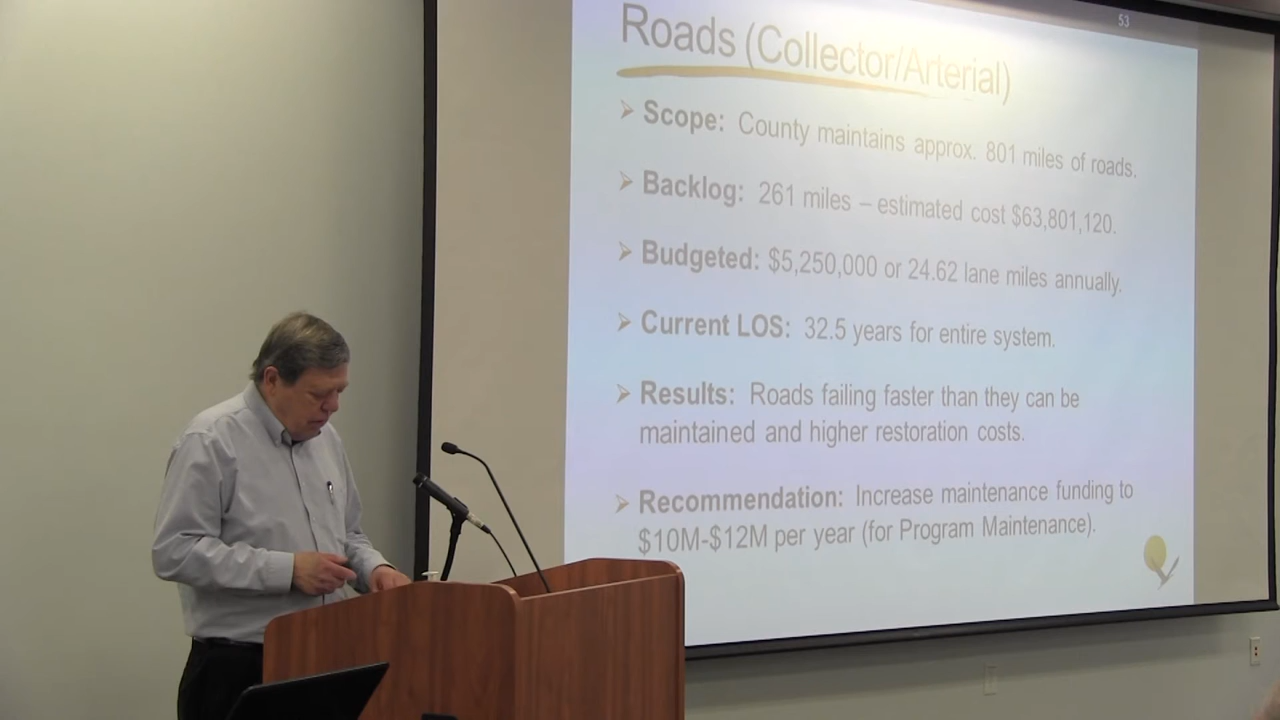 53
Roads (Collector/Arterial)
➢ Scope: County maintains approx. 801 miles of roads.
➢ Backlog: 261 miles – estimated cost $63,801,120.
➢ Budgeted: $5,250,000 or 24.62 lane miles annually.
➢ Current LOS: 32.5 years for entire system.
➢ Results: Roads failing faster than they can be
maintained and higher restoration costs.
➢ Recommendation: Increase maintenance funding to
$10M-$12M per year (for Program Maintenance).